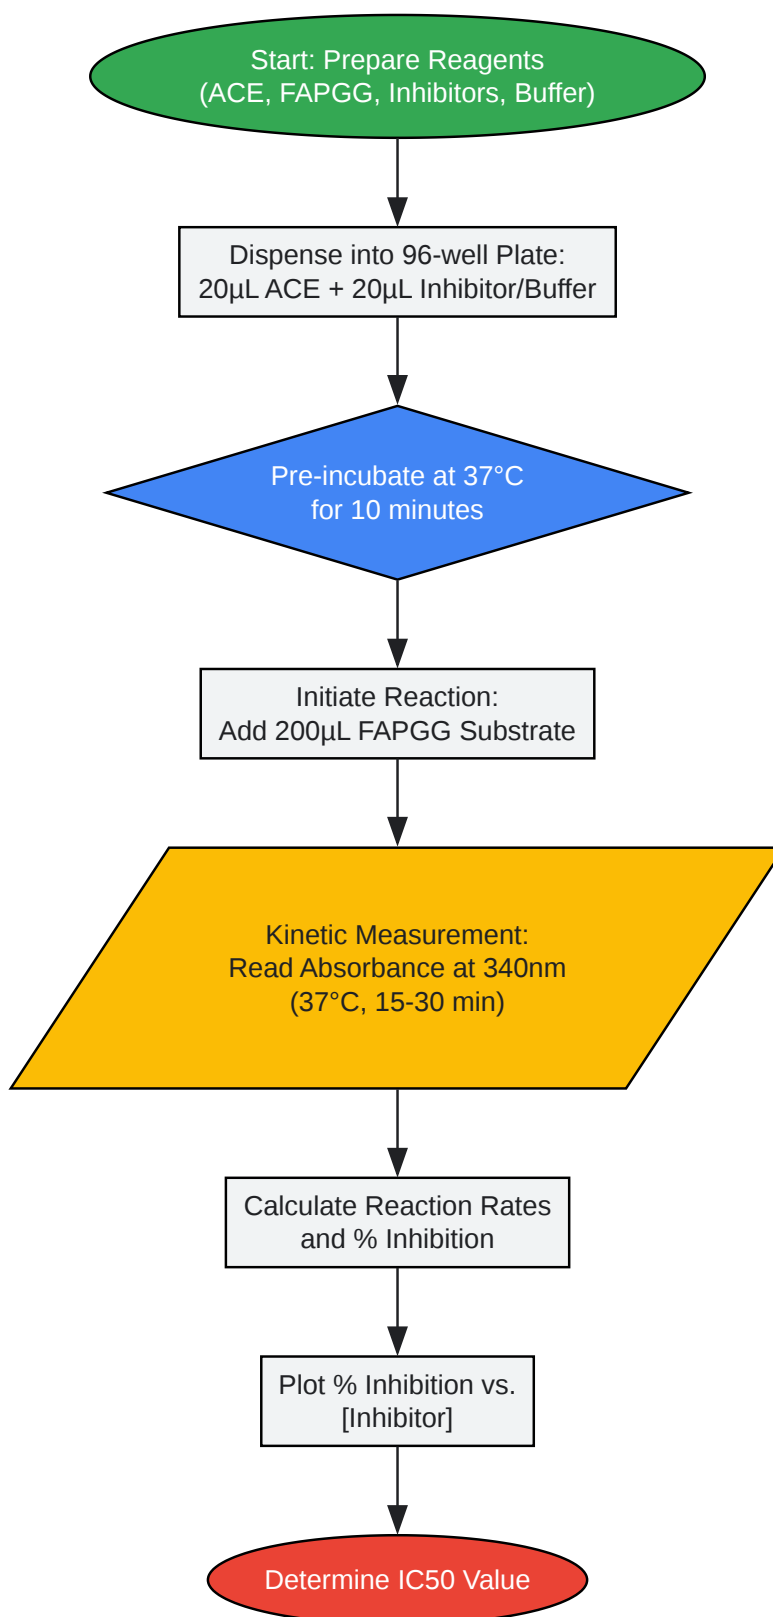 Start: Prepare Reagents
(ACE, FAPGG, Inhibitors, Buffer)
Dispense into 96-well Plate:
20µL ACE + 20µL Inhibitor/Buffer
Pre-incubate at 37°C
for 10 minutes
Initiate Reaction:
Add 200µL FAPGG Substrate
Kinetic Measurement:
Read Absorbance at 340nm
(37°C, 15-30 min)
Calculate Reaction Rates
and % Inhibition
Plot % Inhibition vs.
[Inhibitor]
Determine IC50 Value